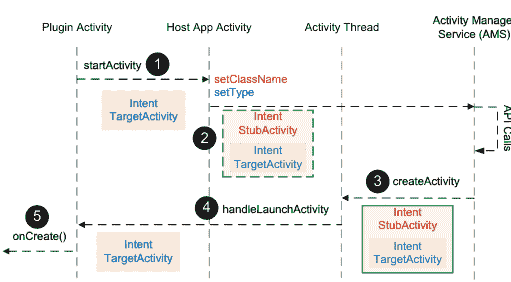 Plugin Activity
Host App Activity
Activity Thread
Activity Manager
Service (AMS)
startActivity
1
setClassName
setType
Intent
TargetActivity
2
Intent
StubActivity
Intent
TargetActivity
API Calls
3
createActivity
4
handleLaunchActivity
5
onCreate()
Intent
TargetActivity
Intent
StubActivity
Intent
TargetActivity